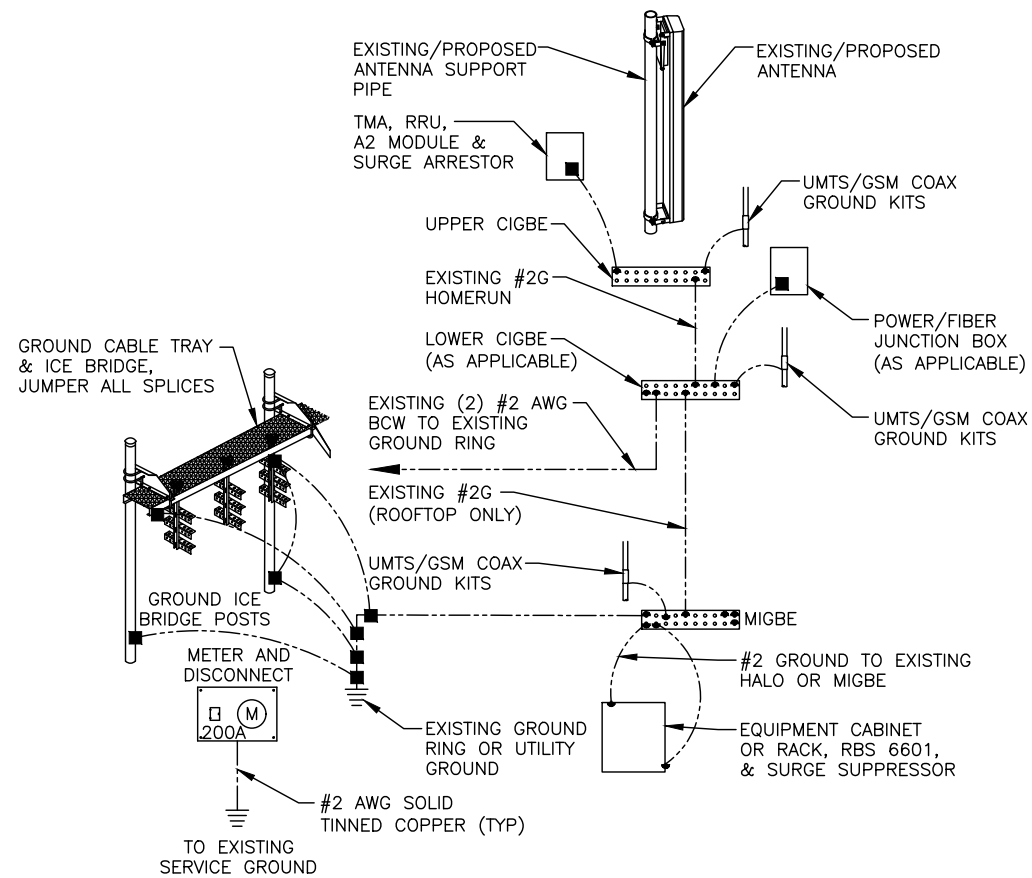 EXISTING/PROPOSED
ANTENNA SUPPORT
PIPE
EXISTING/PROPOSED
ANTENNA
TMA, RRU,
A2 MODULE &
SURGE ARRESTOR
UMTS/GSM COAX
GROUND KITS
UPPER CIGBE
EXISTING #2G
HOMERUN
POWER/FIBER
JUNCTION BOX
(AS APPLICABLE)
LOWER CIGBE
(AS APPLICABLE)
GROUND CABLE TRAY
& ICE BRIDGE,
JUMPER ALL SPLICES
EXISTING (2) #2 AWG
BCW TO EXISTING
GROUND RING
UMTS/GSM COAX
GROUND KITS
EXISTING #2G
(ROOFTOP ONLY)
UMTS/GSM COAX
GROUND KITS
GROUND ICE
BRIDGE POSTS
MIGBE
METER AND
DISCONNECT
M
200A
#2 GROUND TO EXISTING
HALO OR MIGBE
EXISTING GROUND
RING OR UTILITY
GROUND
EQUIPMENT CABINET
OR RACK, RBS 6601,
& SURGE SUPPRESSOR
#2 AWG SOLID
TINNED COPPER (TYP)
TO EXISTING
SERVICE GROUND